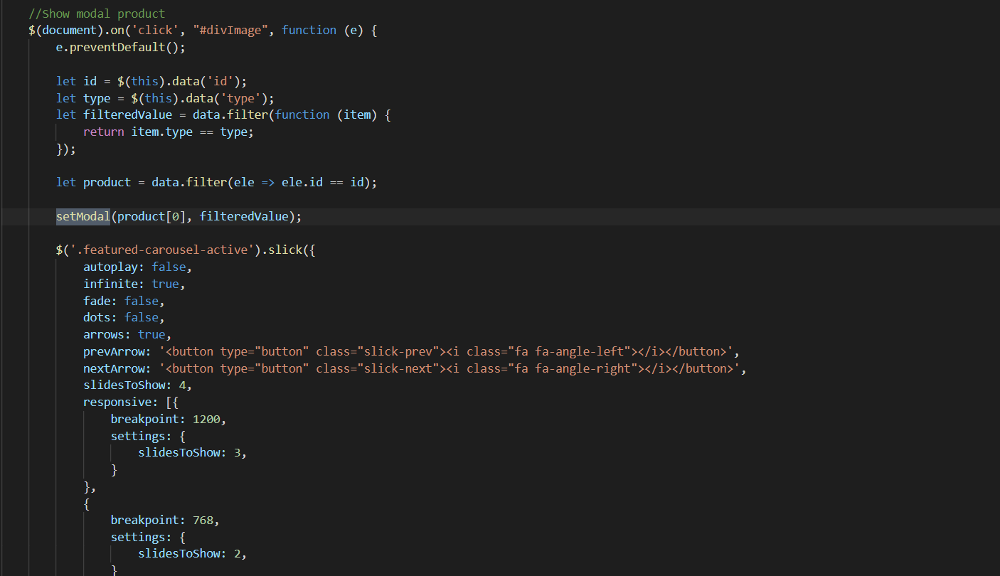 //Show modal product
$(document).on('click', "#divImage", function (e) {
e.preventDefault();
let id = $(this).data('id');
let type = $(this).data('type');
let filteredValue = data.filter(function (item) {
return item.type == type;
});
let product = data.filter(ele => ele.id == id);
setModal(product[0], filteredValue);
$('.featured-carousel-active').slick({
autoplay: false,
infinite: true,
fade: false,
dots: false,
arrows: true,
prevArrow: '<button type="button" class="slick-prev"><i class="fa fa-angle-left"></i></button>',
nextArrow: '<button type="button" class="slick-next"><i class="fa fa-angle-right"></i></button>',
slidesToShow: 4,
responsive: [{
breakpoint: 1200,
settings: {
slidesToShow: 3,
}
},
{
breakpoint: 768,
settings: {
slidesToShow: 2,
}